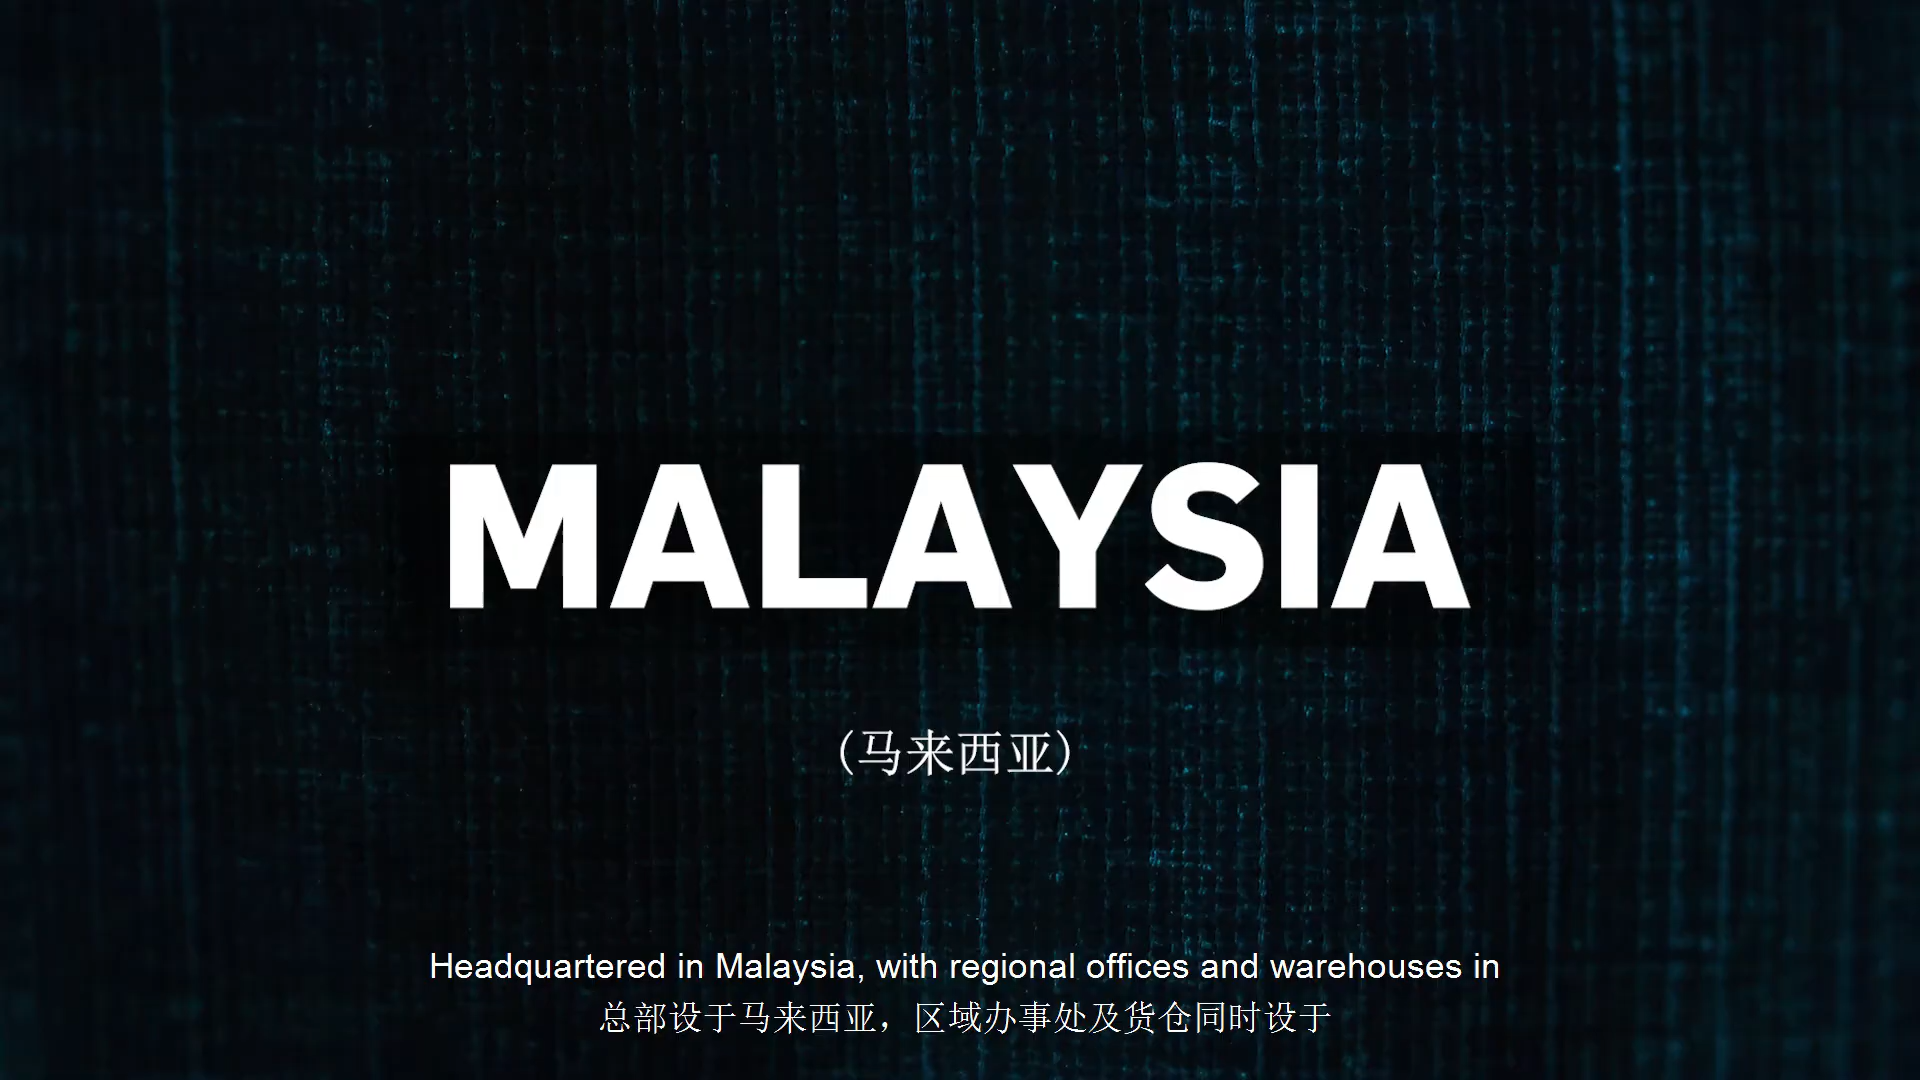 MALAYSIA
(马来西亚)
Headquartered in Malaysia, with regional offices and warehouses in
总部设于马来西亚，区域办事处及货仓同时设于